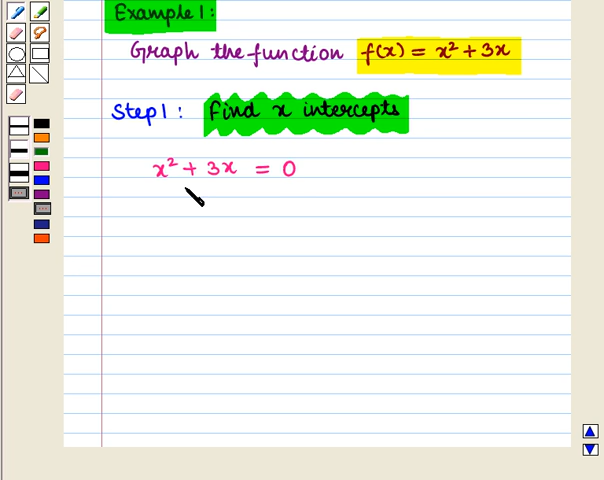 Example 1:
Graph the function f(x) = x² + 3x
Step 1: Find x intercepts
x² + 3x = 0